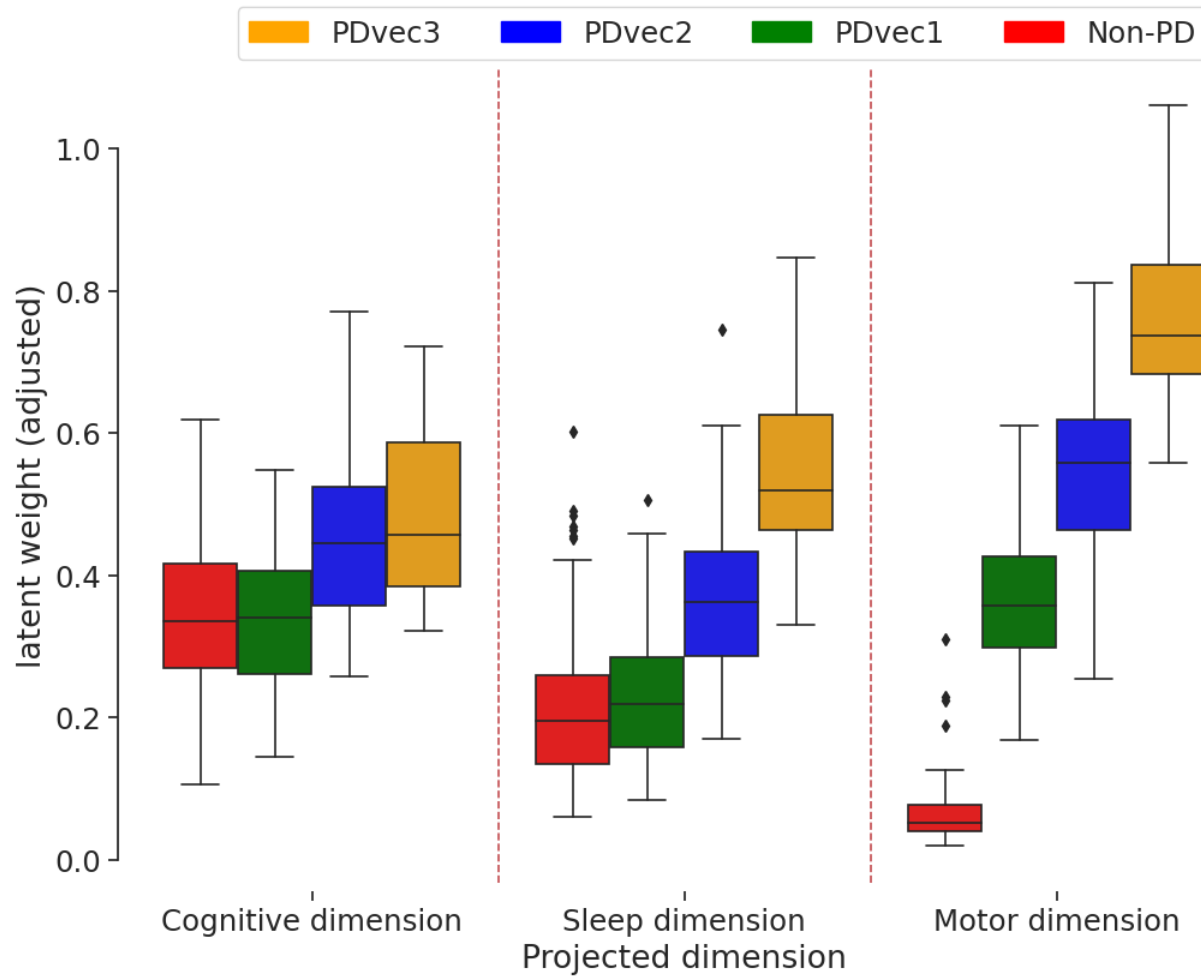 PDvec3 PDvec2 PDvec1 Non-PD
latent weight (adjusted)
1.0
0.8
0.6
0.4
0.2
0.0
Cognitive dimension Sleep dimension Motor dimension
Projected dimension